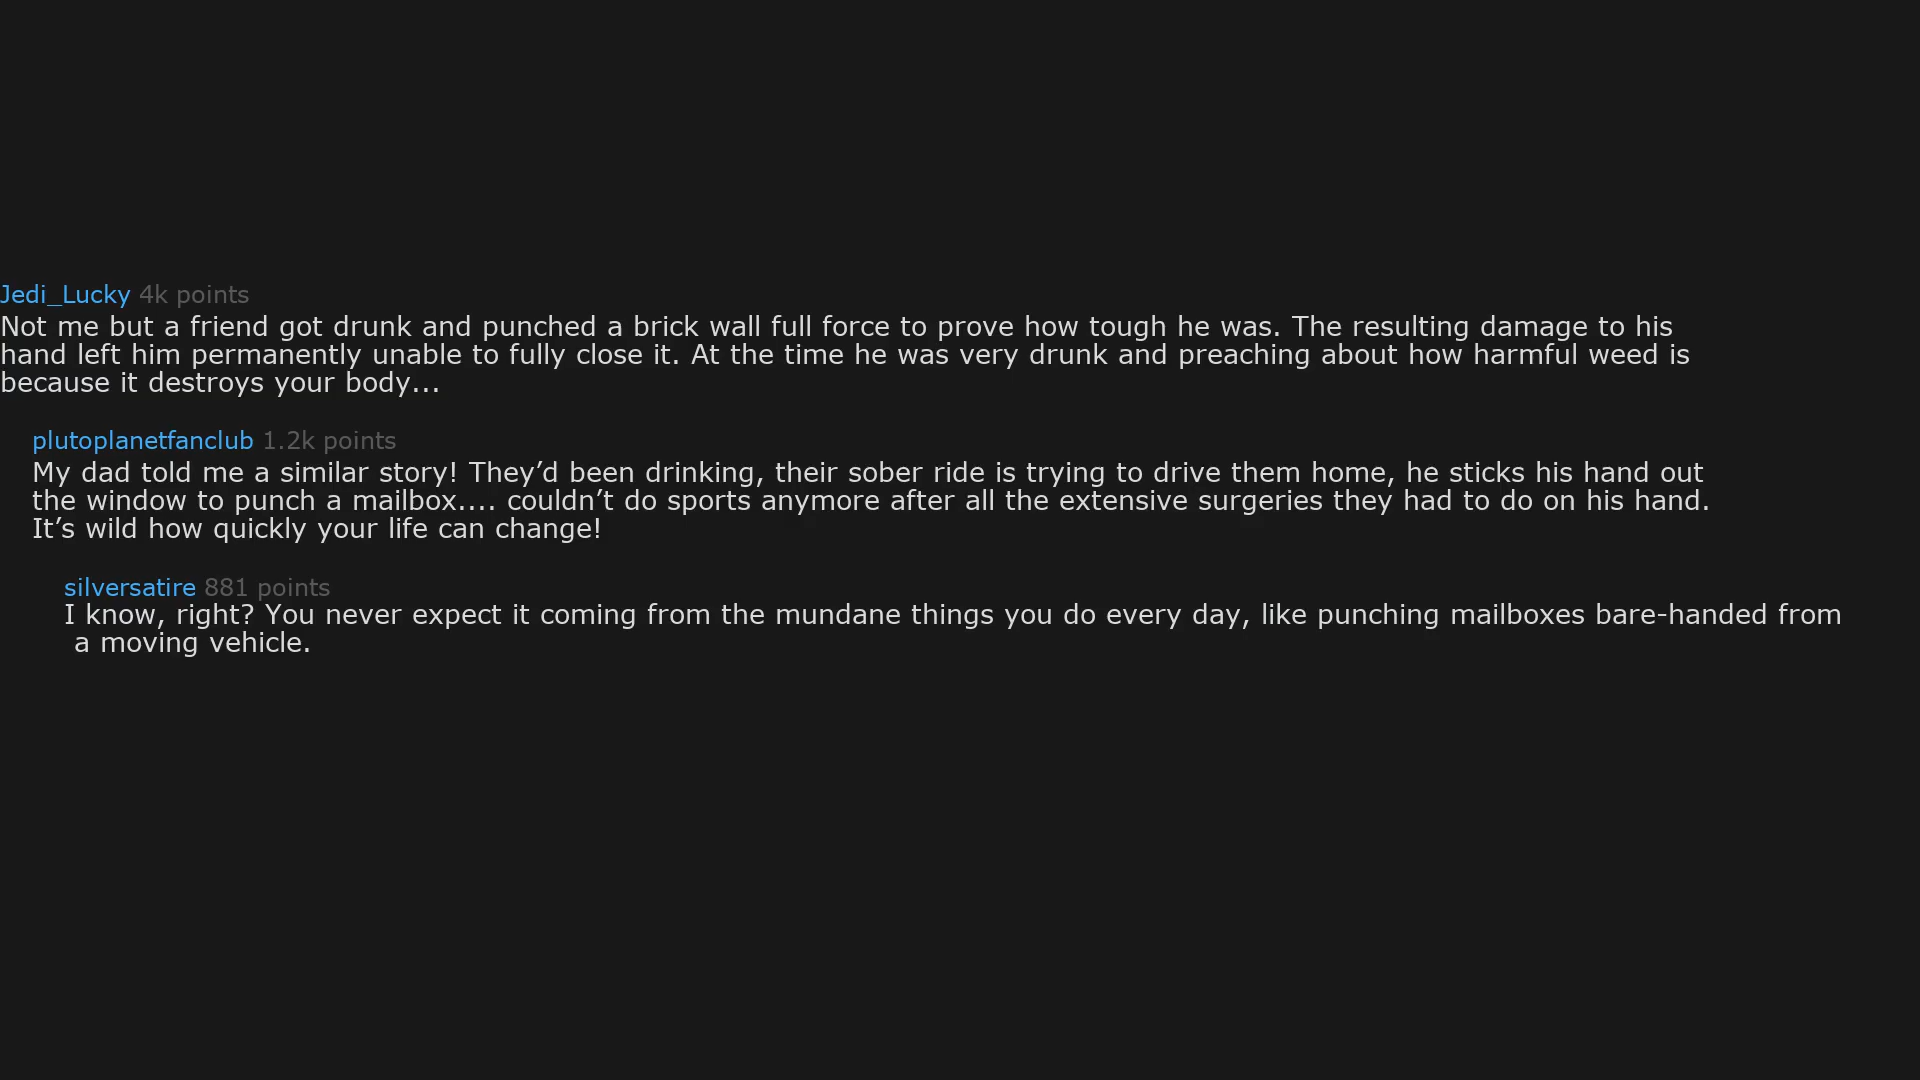 Jedi_Lucky 4k points
Not me but a friend got drunk and punched a brick wall full force to prove how tough he was. The resulting damage to his
hand left him permanently unable to fully close it. At the time he was very drunk and preaching about how harmful weed is
because it destroys your body...
plutoplanetfanclub 1.2k points
My dad told me a similar story! They’d been drinking, their sober ride is trying to drive them home, he sticks his hand out
the window to punch a mailbox.... couldn’t do sports anymore after all the extensive surgeries they had to do on his hand.
It’s wild how quickly your life can change!
silversatire 881 points
I know, right? You never expect it coming from the mundane things you do every day, like punching mailboxes bare-handed from
a moving vehicle.